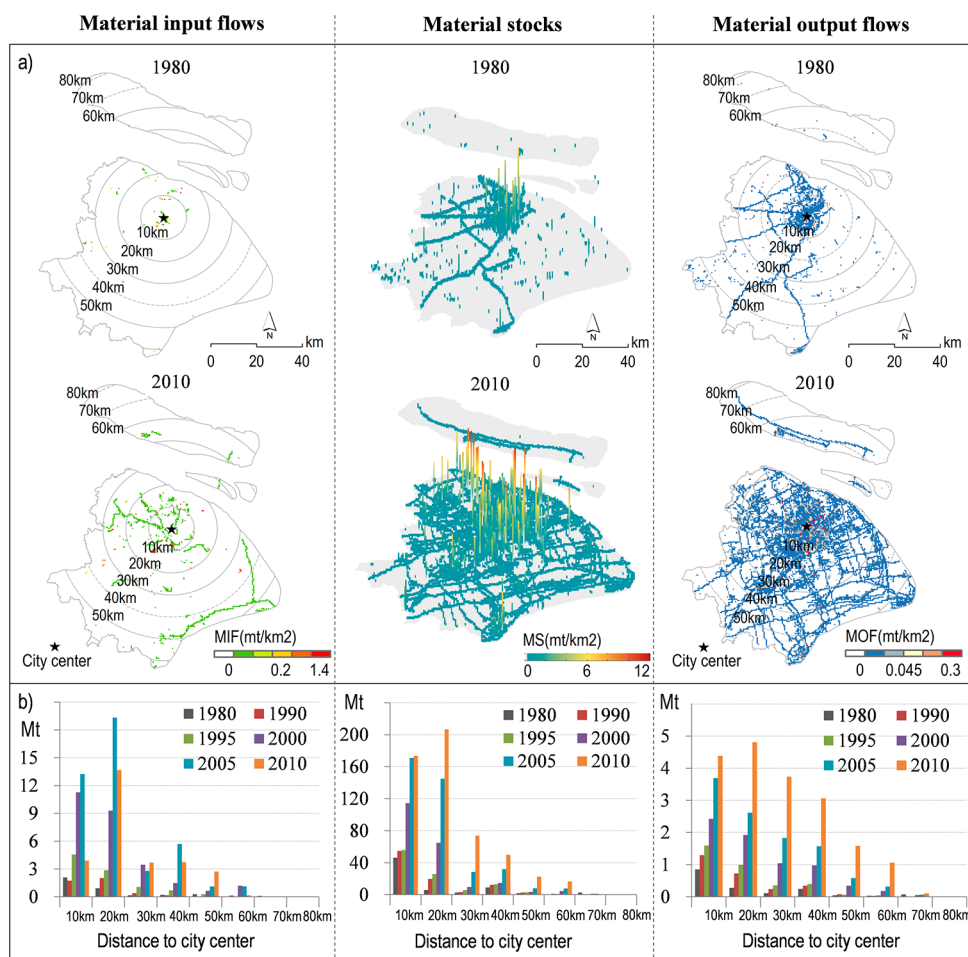 Material input flows
Material stocks
Material output flows
a)
1980
80km
70km
60km
10km
20km
30km
40km
50km
N
km
0 20 40
1980
N
km
0 20 40
1980
80km
70km
60km
10km
20km
30km
40km
50km
N
km
0 20 40
2010
80km
70km
60km
10km
20km
30km
40km
50km
City center
MIF(mt/km2)
0 0.2 1.4
2010
MS(mt/km2)
0 6 12
2010
80km
70km
60km
10km
20km
30km
40km
50km
City center
MOF(mt/km2)
0 0.045 0.3
b)
Mt
15
12
9
6
3
0
1980 1990
1995 2000
2005 2010
10km 20km 30km 40km 50km 60km 70km 80km
Distance to city center
Mt
200
160
120
80
40
0
1980 1990
1995 2000
2005 2010
10km 20km 30km 40km 50km 60km 70km 80km
Distance to city center
Mt
5
4
3
2
1
0
1980 1990
1995 2000
2005 2010
10km 20km 30km 40km 50km 60km 70km 80km
Distance to city center